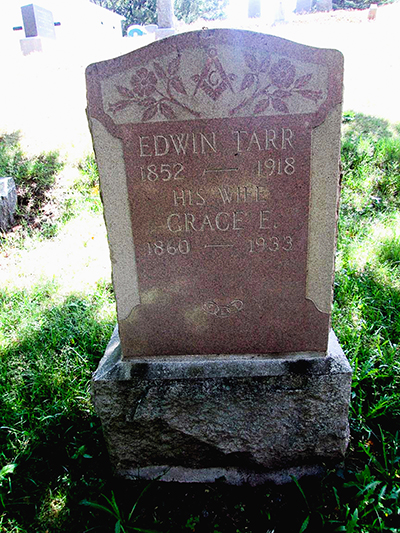 G
EDWIN TARR
1852 — 1918
HIS WIFE
GRACE E.
1860 — 1933